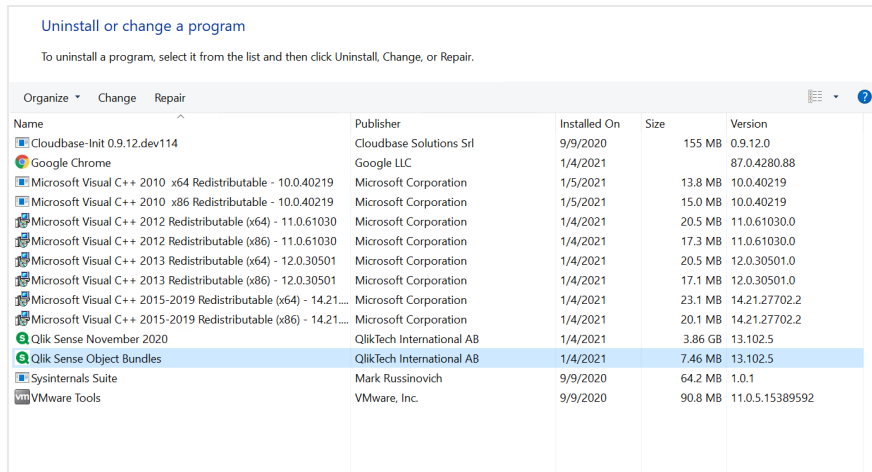 Uninstall or change a program
To uninstall a program, select it from the list and then click Uninstall, Change, or Repair.
Organize Change Repair ?
Name Publisher Installed On Size Version
Cloudbase-Init 0.9.12.dev114 Cloudbase Solutions Srl 9/9/2020 155 MB 0.9.12.0
Google Chrome Google LLC 1/4/2021 87.0.4280.88
Microsoft Visual C++ 2010 x64 Redistributable - 10.0.40219 Microsoft Corporation 1/5/2021 13.8 MB 10.0.40219
Microsoft Visual C++ 2010 x86 Redistributable - 10.0.40219 Microsoft Corporation 1/5/2021 15.0 MB 10.0.40219
Microsoft Visual C++ 2012 Redistributable (x64) - 11.0.61030 Microsoft Corporation 1/4/2021 20.5 MB 11.0.61030.0
Microsoft Visual C++ 2012 Redistributable (x86) - 11.0.61030 Microsoft Corporation 1/4/2021 17.3 MB 11.0.61030.0
Microsoft Visual C++ 2013 Redistributable (x64) - 12.0.30501 Microsoft Corporation 1/4/2021 20.5 MB 12.0.30501.0
Microsoft Visual C++ 2013 Redistributable (x86) - 12.0.30501 Microsoft Corporation 1/4/2021 17.1 MB 12.0.30501.0
Microsoft Visual C++ 2015-2019 Redistributable (x64) - 14.21.... Microsoft Corporation 1/4/2021 23.1 MB 14.21.27702.2
Microsoft Visual C++ 2015-2019 Redistributable (x86) - 14.21.... Microsoft Corporation 1/4/2021 20.1 MB 14.21.27702.2
Qlik Sense November 2020 QlikTech International AB 1/4/2021 3.86 GB 13.102.5
Qlik Sense Object Bundles QlikTech International AB 1/4/2021 7.46 MB 13.102.5
Sysinternals Suite Mark Russinovich 9/9/2020 64.2 MB 1.0.1
vm VMware Tools VMware, Inc. 9/9/2020 90.8 MB 11.0.5.15389592